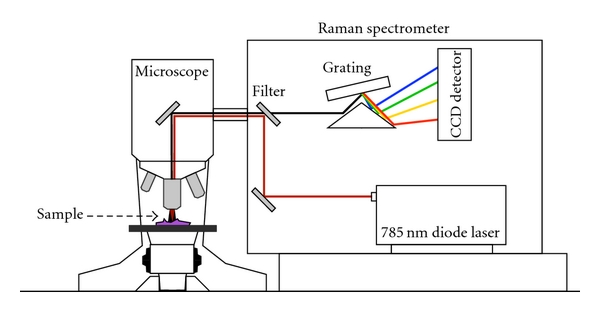 Raman spectrometer
Microscope
Grating
Filter
CCD detector
Sample
785 nm diode laser